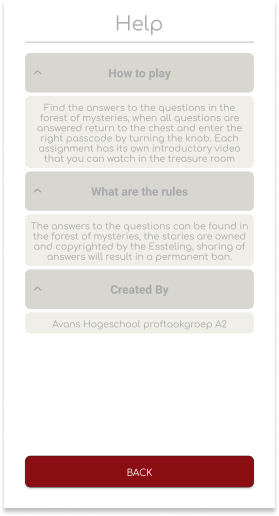 Help
How to play
Find the answers to the questions in the
forest of mysteries, when all questions are
answered return to the chest and enter the
right passcode by turning the knob. Each
assignment has its own introductory video
that you can watch in the treasure room
What are the rules
The answers to the questions can be found in
the forest of mysteries, the stories are owned
and copyrighted by the Essteling, sharing of
answers will result in a permanent ban.
Created By
Avans Hogeschool proftaakgroep A2
BACK